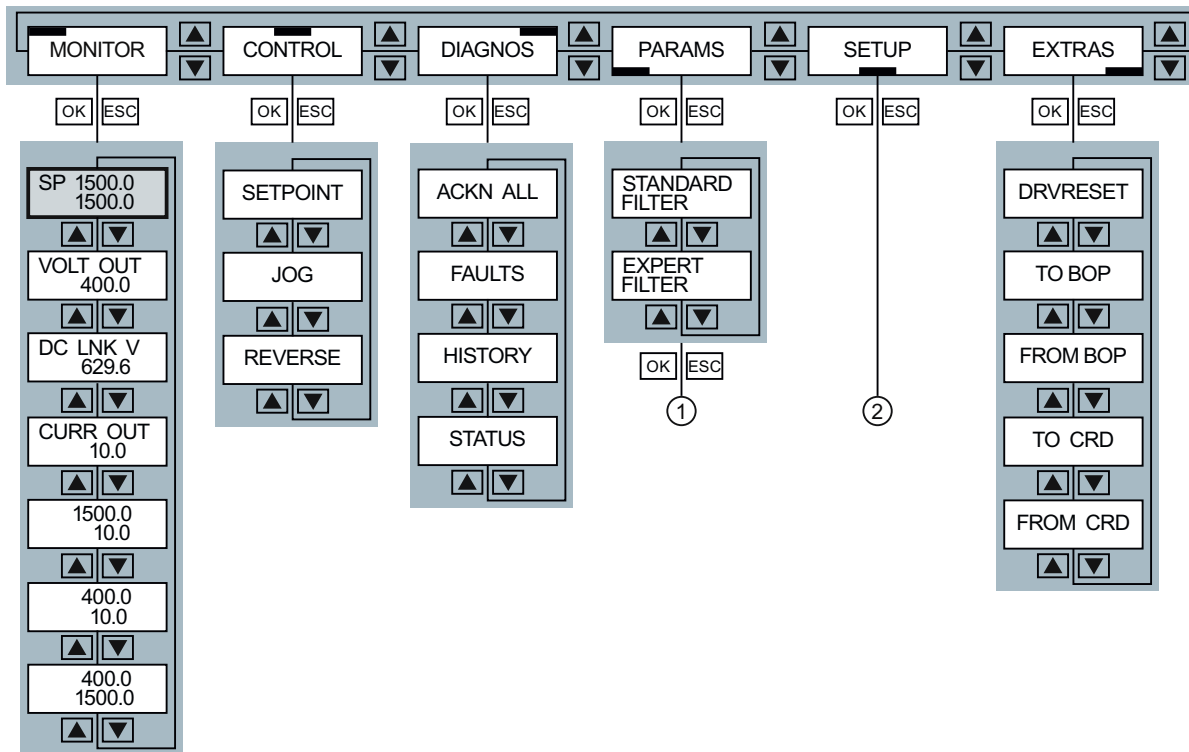 MONITOR
CONTROL
DIAGNOS
PARAMS
SETUP
EXTRAS
OK ESC
OK ESC
OK ESC
OK ESC
OK ESC
OK ESC
SP 1500.0
1500.0
VOLT OUT
400.0
DC LNK V
629.6
CURR OUT
10.0
1500.0
10.0
400.0
10.0
400.0
1500.0
SETPOINT
JOG
REVERSE
ACKN ALL
FAULTS
HISTORY
STATUS
STANDARD
FILTER
EXPERT
FILTER
OK ESC
1
2
DRVRESET
TO BOP
FROM BOP
TO CRD
FROM CRD